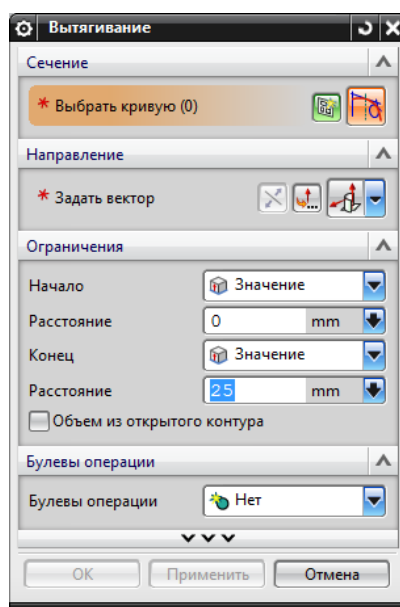 Вытягивание
Сечение
* Выбрать кривую (0)
Направление
* Задать вектор
Ограничения
Начало Значение
Расстояние 0 mm
Конец Значение
Расстояние 25 mm
Объем из открытого контура
Булевы операции
Булевы операции Нет
ОК Применить Отмена